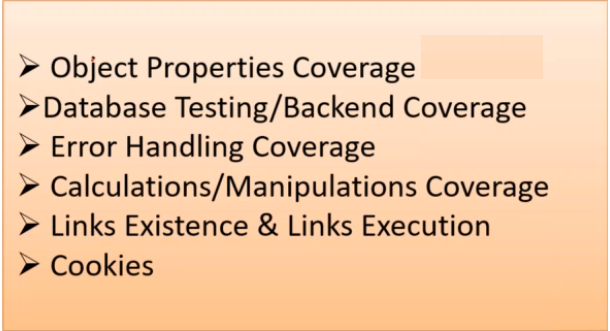 ➢ Object Properties Coverage
➢Database Testing/Backend Coverage
➢ Error Handling Coverage
➢ Calculations/Manipulations Coverage
➢ Links Existence & Links Execution
➢ Cookies